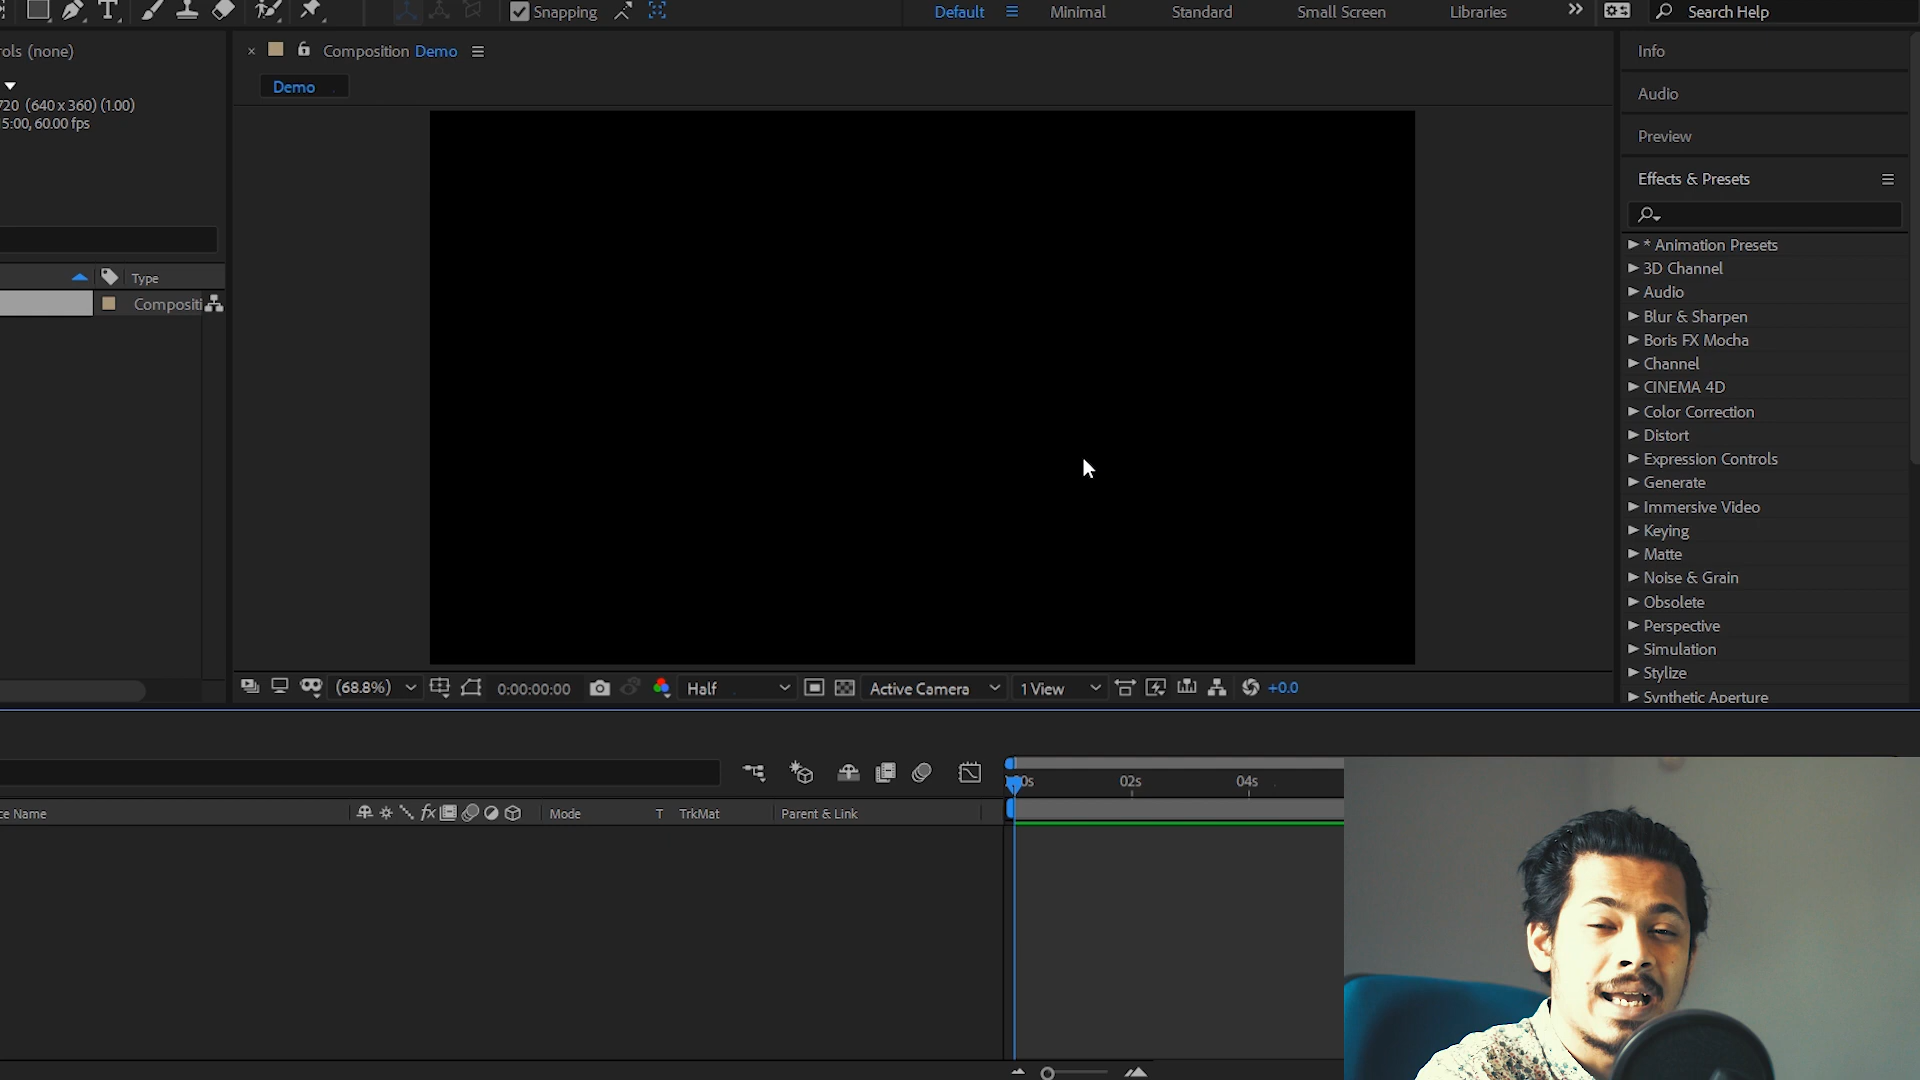 Snapping
Default
Minimal
Standard
Small Screen
Libraries
Search Help
ols (none)
Composition Demo
Demo
720 (640 x 360) (1.00)
5:00, 60.00 fps
Type
Compositi
Info
Audio
Preview
Effects & Presets
* Animation Presets
3D Channel
Audio
Blur & Sharpen
Boris FX Mocha
Channel
CINEMA 4D
Color Correction
Distort
Expression Controls
Generate
Immersive Video
Keying
Matte
Noise & Grain
Obsolete
Perspective
Simulation
Stylize
Synthetic Aperture
(68.8%)
0:00:00:00
Half
Active Camera
1 View
+0.0
0s
02s
04s
ce Name
fx
Mode
T
TrkMat
Parent & Link